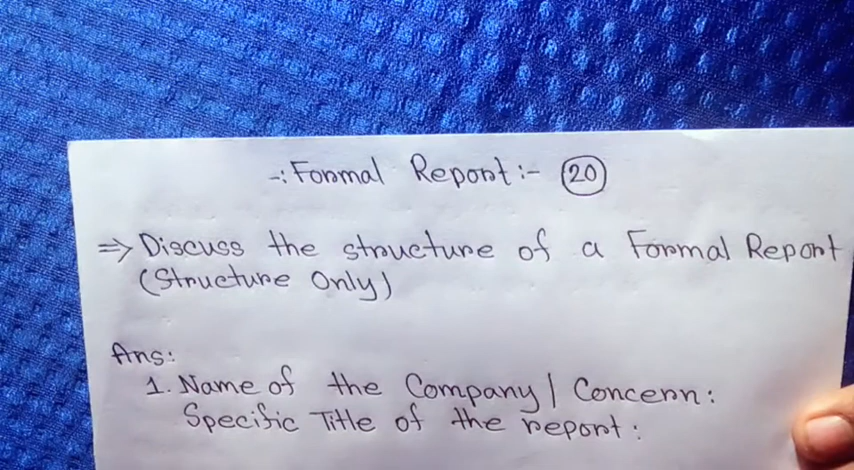 -: Formal Report :- 20
⇒ Discuss the structure of a Formal Report
(Structure Only)
Ans:
1. Name of the Company / Concern:
Specific Title of the report: